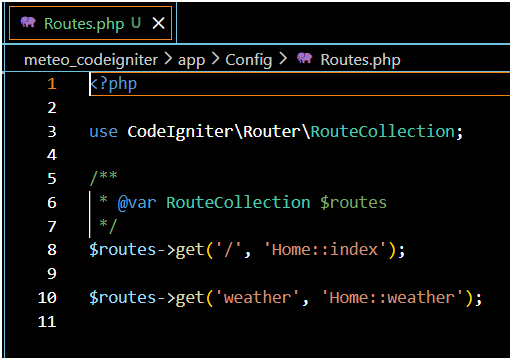 Routes.php U
meteo_codeigniter > app > Config > Routes.php
1 <?php
2
3 use CodeIgniter\Router\RouteCollection;
4
5 /**
6  * @var RouteCollection $routes
7  */
8 $routes->get('/', 'Home::index');
9
10 $routes->get('weather', 'Home::weather');
11